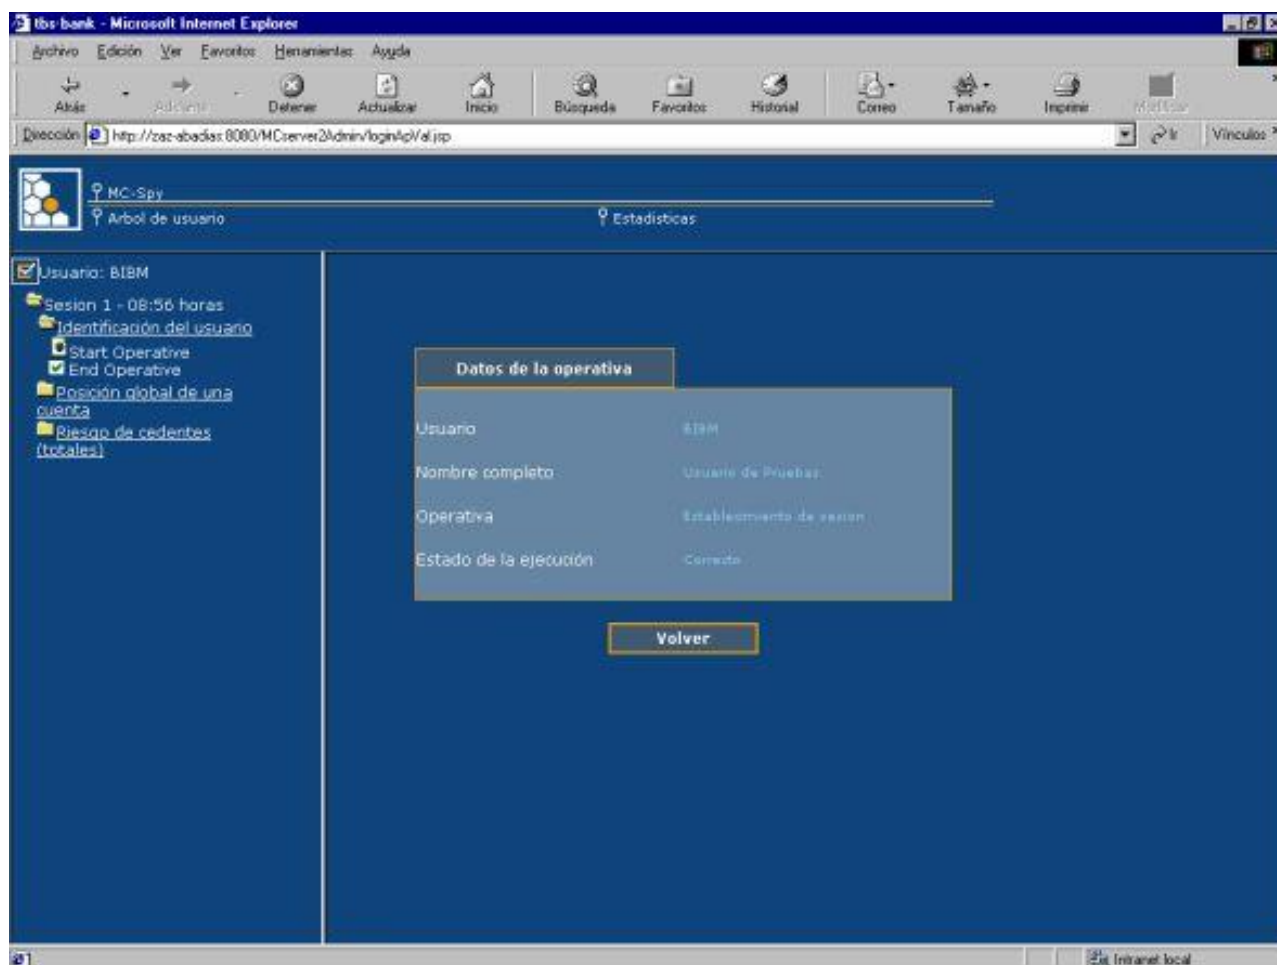 tbs-bank - Microsoft Internet Explorer
Archivo Edición Ver Favoritos Herramientas Ayuda
Atrás Adelante Detener Actualizar Inicio Búsqueda Favoritos Historial Correo Tamaño Imprimir Modificar
Dirección http://zaz-abadias:8080/MCserver2Admin/loginApVal.jsp Ir Vínculos »
MC-Spy
Arbol de usuario Estadisticas
Usuario: BIBM
Sesion 1 - 08:56 horas
Identificación del usuario
Start Operative
End Operative
Posición global de una
cuenta
Riesgo de cedentes
(totales)
Datos de la operativa
Usuario BIBM
Nombre completo Usuario de Pruebas
Operativa Establecimiento de sesion
Estado de la ejecución Correcto
Volver
Intranet local